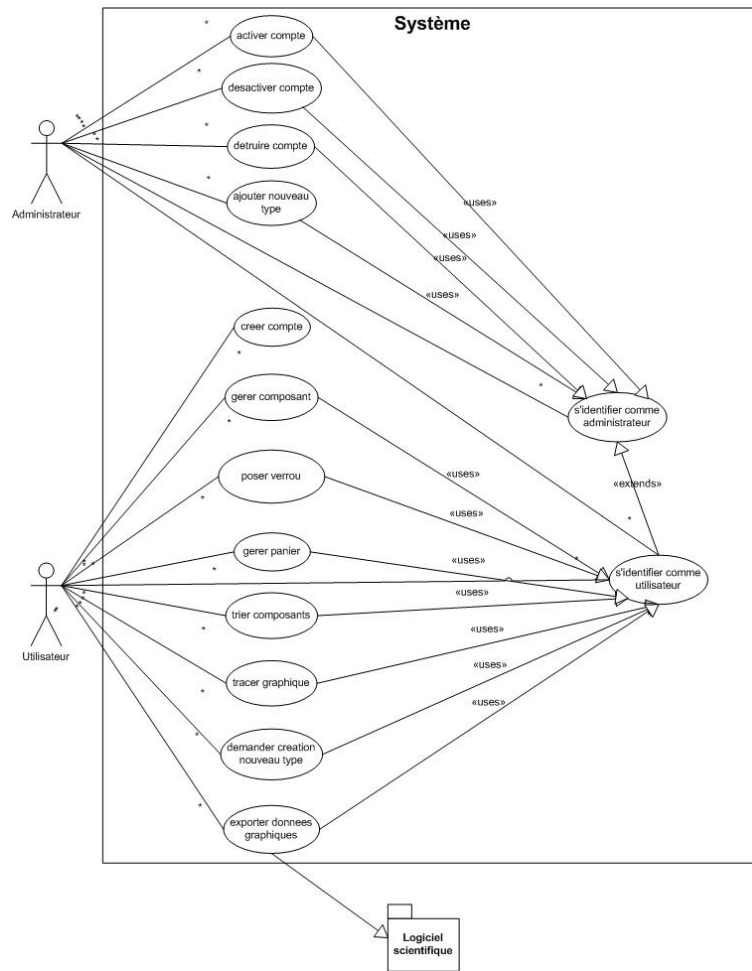 Système
activer compte
desactiver compte
detruire compte
ajouter nouveau
type
Administrateur
«uses»
«uses»
«uses»
«uses»
creer compte
gerer composant
s'identifier comme
administrateur
poser verrou
«uses»
«extends»
«uses»
gerer panier
«uses»
s'identifier comme
utilisateur
Utilisateur
trier composants
«uses»
tracer graphique
«uses»
«uses»
demander creation
nouveau type
«uses»
exporter donnees
graphiques
Logiciel
scientifique